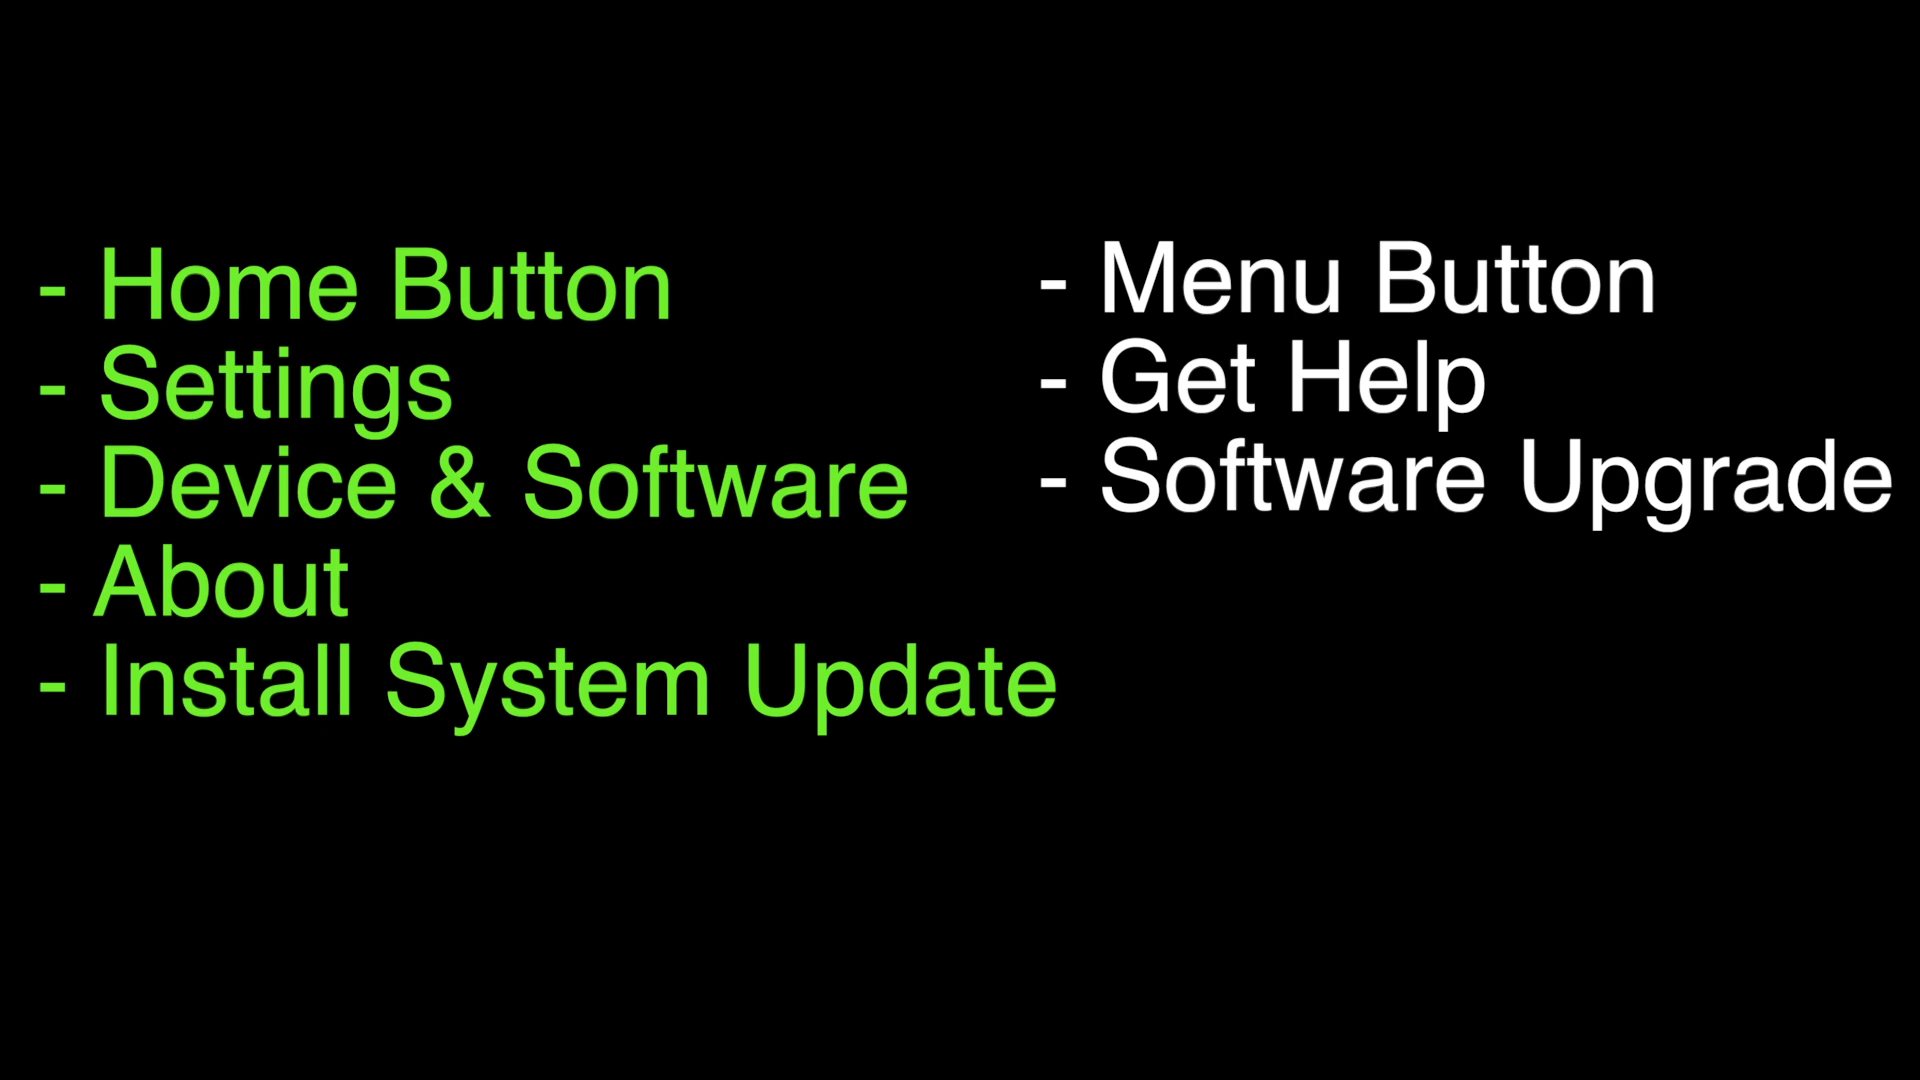 - Home Button
- Settings
- Device & Software
- About
- Install System Update
- Menu Button
- Get Help
- Software Upgrade